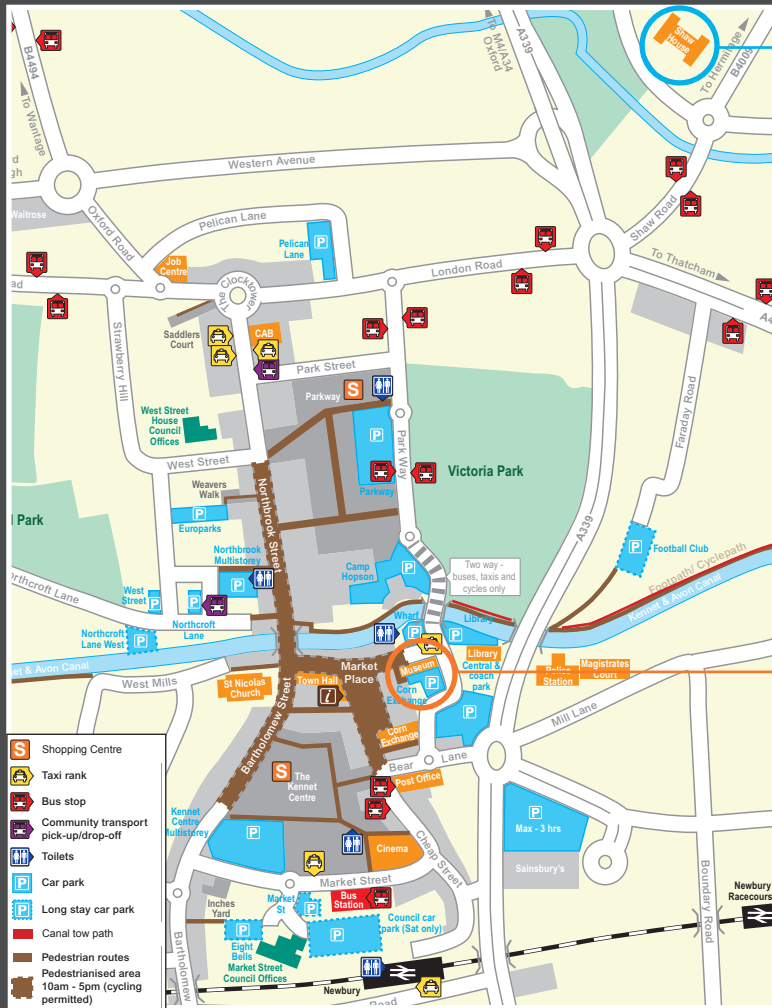 B4494
To Wantage
To M4/A34
Oxford
A339
Shaw
House
To Hermitage
B4009
Western Avenue
Waitrose
Oxford Road
Pelican Lane
Pelican
Lane
P
Shaw Road
To Thatcham
Job
Centre
The Clocktower
London Road
Saddlers
Court
CAB
Strawberry Hill
Park Street
Parkway
S
West Street
House
Council
Offices
P
Park Way
Faraday Road
West Street
Parkway
Victoria Park
Weavers
Walk
Northbrook Street
P
Europarks
Park
A339
P
Football Club
Northbrook
Multistorey
P
Camp
Hopson
P
Two way -
buses, taxis and
cycles only
Footpath/ Cyclepath
Kennet & Avon Canal
Northcroft Lane
West
Street
P
P
Northcroft
Lane
Northcroft
Lane West
P
Wharf
P
Library
P
Library
Market
Place
Museum
P
Central &
coach
park
P
Police
Station
Magistrates
Court
& Avon Canal
West Mills
St Nicolas
Church
Town Hall
i
Corn
Exchange
Corn
Exchange
Mill Lane
Bartholomew Street
Bear Lane
Post Office
S
The
Kennet
Centre
Kennet
Centre
Multistorey
P
Cinema
Cheap Street
P
Max - 3 hrs
Sainsbury's
Market Street
Boundary Road
Inches
Yard
Market
St
P
Bus
Station
Council car
park (Sat only)
P
P
Eight
Bells
Market Street
Council Offices
Bartholomew
Newbury
Newbury
Racecourse
Road
S Shopping Centre
Taxi rank
Bus stop
Community transport
pick-up/drop-off
Toilets
P Car park
P Long stay car park
Canal tow path
Pedestrian routes
Pedestrianised area
10am - 5pm (cycling
permitted)